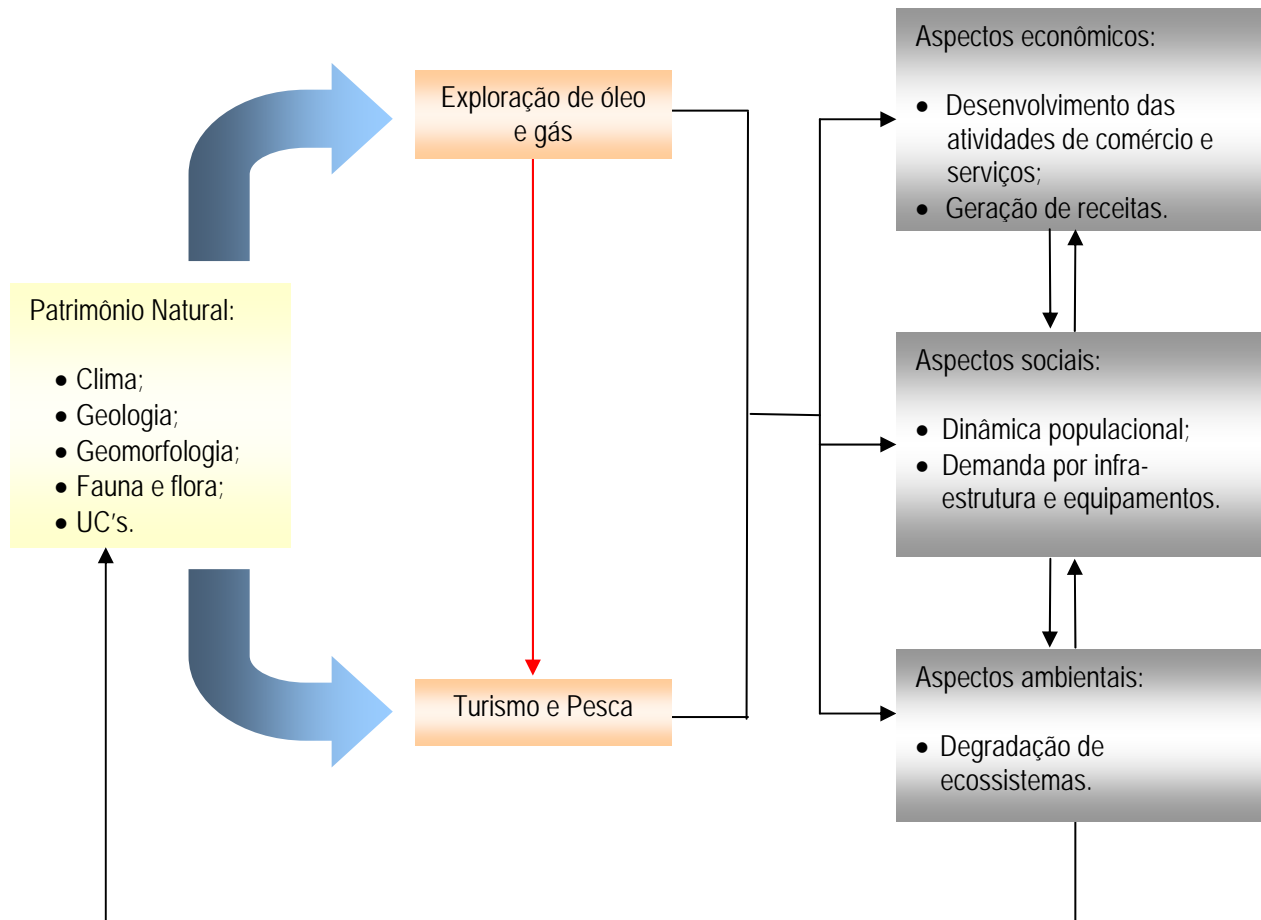 Patrimônio Natural:
• Clima;
• Geologia;
• Geomorfologia;
• Fauna e flora;
• UC's.
Exploração de óleo
e gás
Turismo e Pesca
Aspectos econômicos:
• Desenvolvimento das
atividades de comércio e
serviços;
• Geração de receitas.
Aspectos sociais:
• Dinâmica populacional;
• Demanda por infra-
estrutura e equipamentos.
Aspectos ambientais:
• Degradação de
ecossistemas.